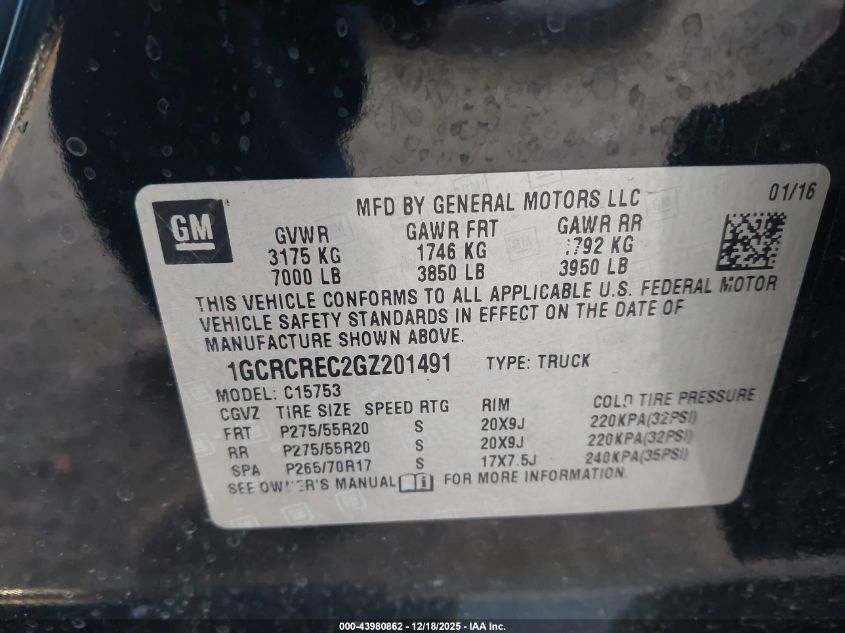 GM
MFD BY GENERAL MOTORS LLC 01/16
GVWR GAWR FRT GAWR RR
3175 KG 1746 KG 792 KG
7000 LB 3850 LB 3950 LB
THIS VEHICLE CONFORMS TO ALL APPLICABLE U.S. FEDERAL MOTOR
VEHICLE SAFETY STANDARDS IN EFFECT ON THE DATE OF
MANUFACTURE SHOWN ABOVE.
1GCRCREC2GZ201491 TYPE: TRUCK
MODEL: C15753
CGVZ TIRE SIZE SPEED RTG RIM COLD TIRE PRESSURE
FRT P275/55R20 S 20X9J 220KPA(32PSI)
RR P275/55R20 S 20X9J 220KPA(32PSI)
SPA P265/70R17 S 17X7.5J 240KPA(35PSI)
SEE OWNER'S MANUAL FOR MORE INFORMATION.
000-43980862 - 12/18/2025 - IAA Inc.